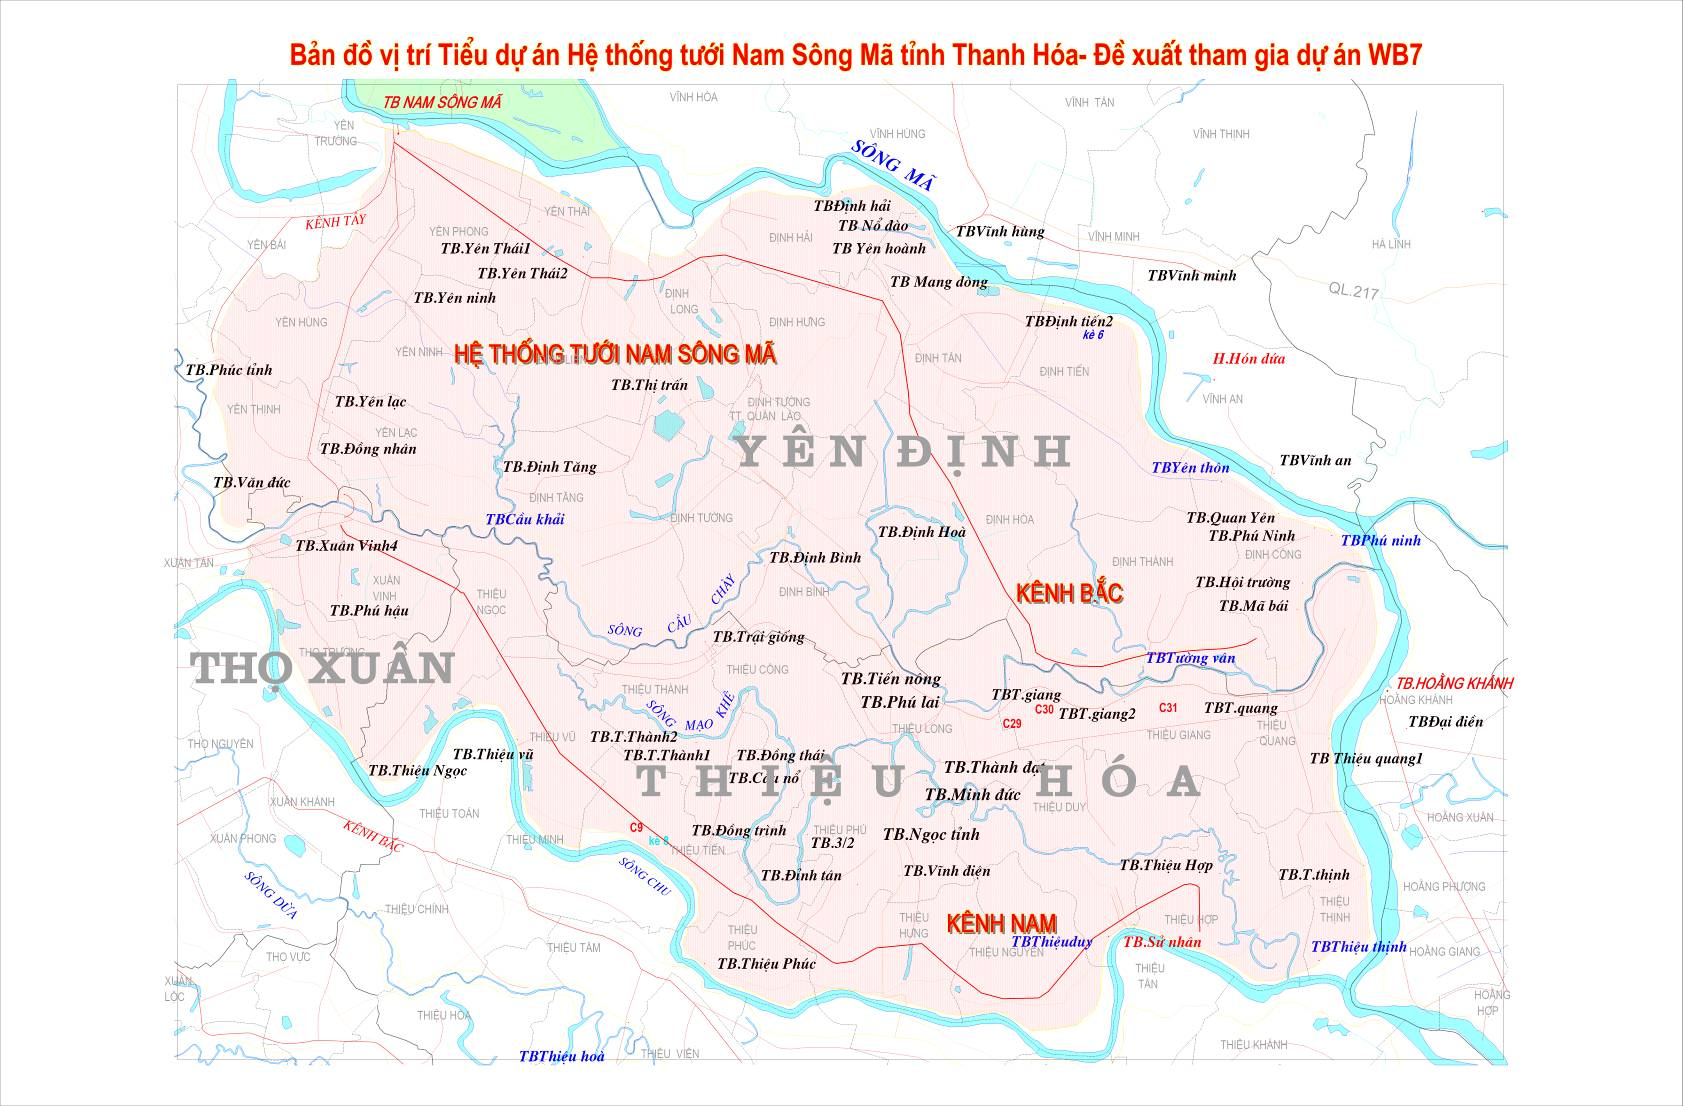 Bản đồ vị trí Tiểu dự án Hệ thống tưới Nam Sông Mã tỉnh Thanh Hóa- Đề xuất tham gia dự án WB7
TB NAM SÔNG MÃ
VĨNH HÒA
VĨNH TÂN
YÊN
TRƯỜNG
VĨNH HÙNG
VĨNH THỊNH
SÔNG MÃ
KÊNH TÂY
YÊN THÁI
TBĐịnh hải
YÊN BÁI
YÊN PHONG
ĐỊNH HẢI
TB Nổ đào
TBVĩnh hùng
VĨNH MINH
HÀ LĨNH
TB.Yên Thái1
TB Yên hoành
TB.Yên Thái2
TB Mang dòng
TBVĩnh minh
QL.217
TB.Yên ninh
ĐỊNH
LONG
YÊN HÙNG
ĐỊNH HƯNG
TBĐịnh tiến2
kè 6
YÊN NINH
HỆ THỐNG TƯỚI NAM SÔNG MÃ
ĐỊNH TÂN
H.Hón dứa
TB.Phúc tỉnh
TB.Thị trấn
ĐỊNH TIẾN
YÊN THỊNH
TB.Yên lạc
ĐỊNH TƯỜNG
TT. QUÁN LÀO
VĨNH AN
YÊN LẠC
TB.Đồng nhân
YÊN ĐỊNH
TB.Định Tăng
TBYên thôn
TBVĩnh an
TB.Văn đức
ĐỊNH TĂNG
TBCầu khải
ĐỊNH TƯỜNG
ĐỊNH HÒA
TB.Quan Yên
TB.Định Hoà
TB.Phú Ninh
TBPhú ninh
TB.Xuân Vinh4
TB.Định Bình
ĐỊNH CÔNG
XUÂN TÂN
ĐỊNH THÀNH
XUÂN
VINH
THIỆU
NGỌC
ĐỊNH BÌNH
KÊNH BẮC
TB.Hội trường
TB.Phú hậu
TB.Mã bái
SÔNG CẦU CHÀY
TB.Trại giống
THỌ TRƯỜNG
THỌ XUÂN
TBTường vân
THIỆU CÔNG
TB.Tiến nông
TB.HOẰNG KHÁNH
THIỆU THÀNH
TBT.giang
HOẰNG KHÁNH
SÔNG MẠO KHÊ
TB.Phú lai
C30
C31
TBT.quang
C29
TBT.giang2
TBĐại điền
THIỆU LONG
THIỆU GIANG
THIỆU
QUANG
THIỆU VŨ
TB.T.Thành2
THỌ NGUYÊN
TB.Thiệu vũ
TB.T.Thành1
TB.Đồng thái
TB Thiệu quang1
TB.Thiệu Ngọc
TB.Cầu nổ
TB.Thành đạt
THIỆU HÓA
TB.Minh đức
XUÂN KHÁNH
THIỆU TOÁN
THIỆU DUY
HOẰNG XUÂN
KÊNH BẮC
C9
TB.Đồng trình
THIỆU PHÚ
TB.Ngọc tỉnh
XUÂN PHONG
THIỆU MINH
kè 8
THIỆU TIẾN
TB.3/2
TB.Đỉnh tân
TB.Vĩnh điện
TB.Thiệu Hợp
TB.T.thịnh
SÔNG CHU
HOẰNG PHƯỢNG
SÔNG DỪA
THIỆU CHÍNH
THIỆU
HƯNG
KÊNH NAM
THIỆU HỢP
THIỆU
THỊNH
THIỆU
PHÚC
THIỆU TÂM
TBThiệuduy
TB.Sử nhân
TBThiệu thịnh
THIỆU NGUYÊN
HOẰNG GIANG
THỌ VỰC
TB.Thiệu Phúc
THIỆU
TÂN
XUÂN
LỘC
HOẰNG
HỢP
THIỆU HÒA
THIỆU KHÁNH
TBThiệu hoà
THIỆU VIÊN